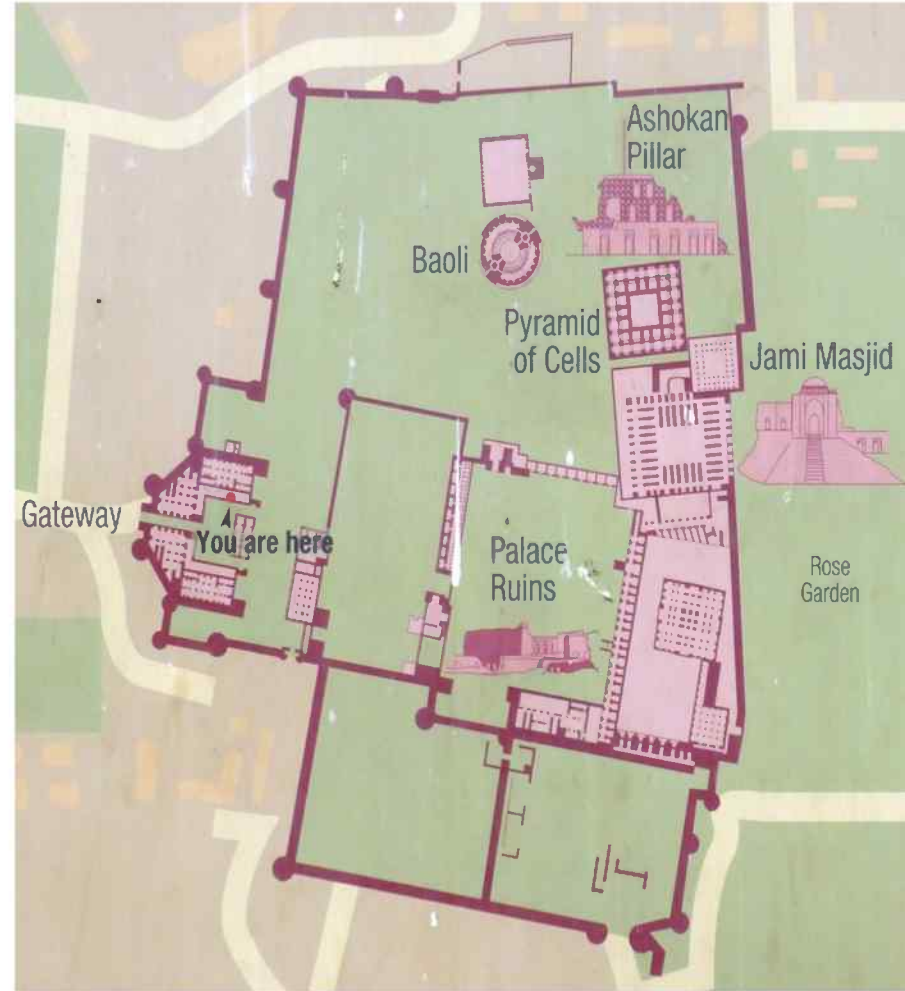 Ashokan
Pillar
Baoli
Pyramid
of Cells
Jami Masjid
Gateway
You are here
Palace
Ruins
Rose
Garden